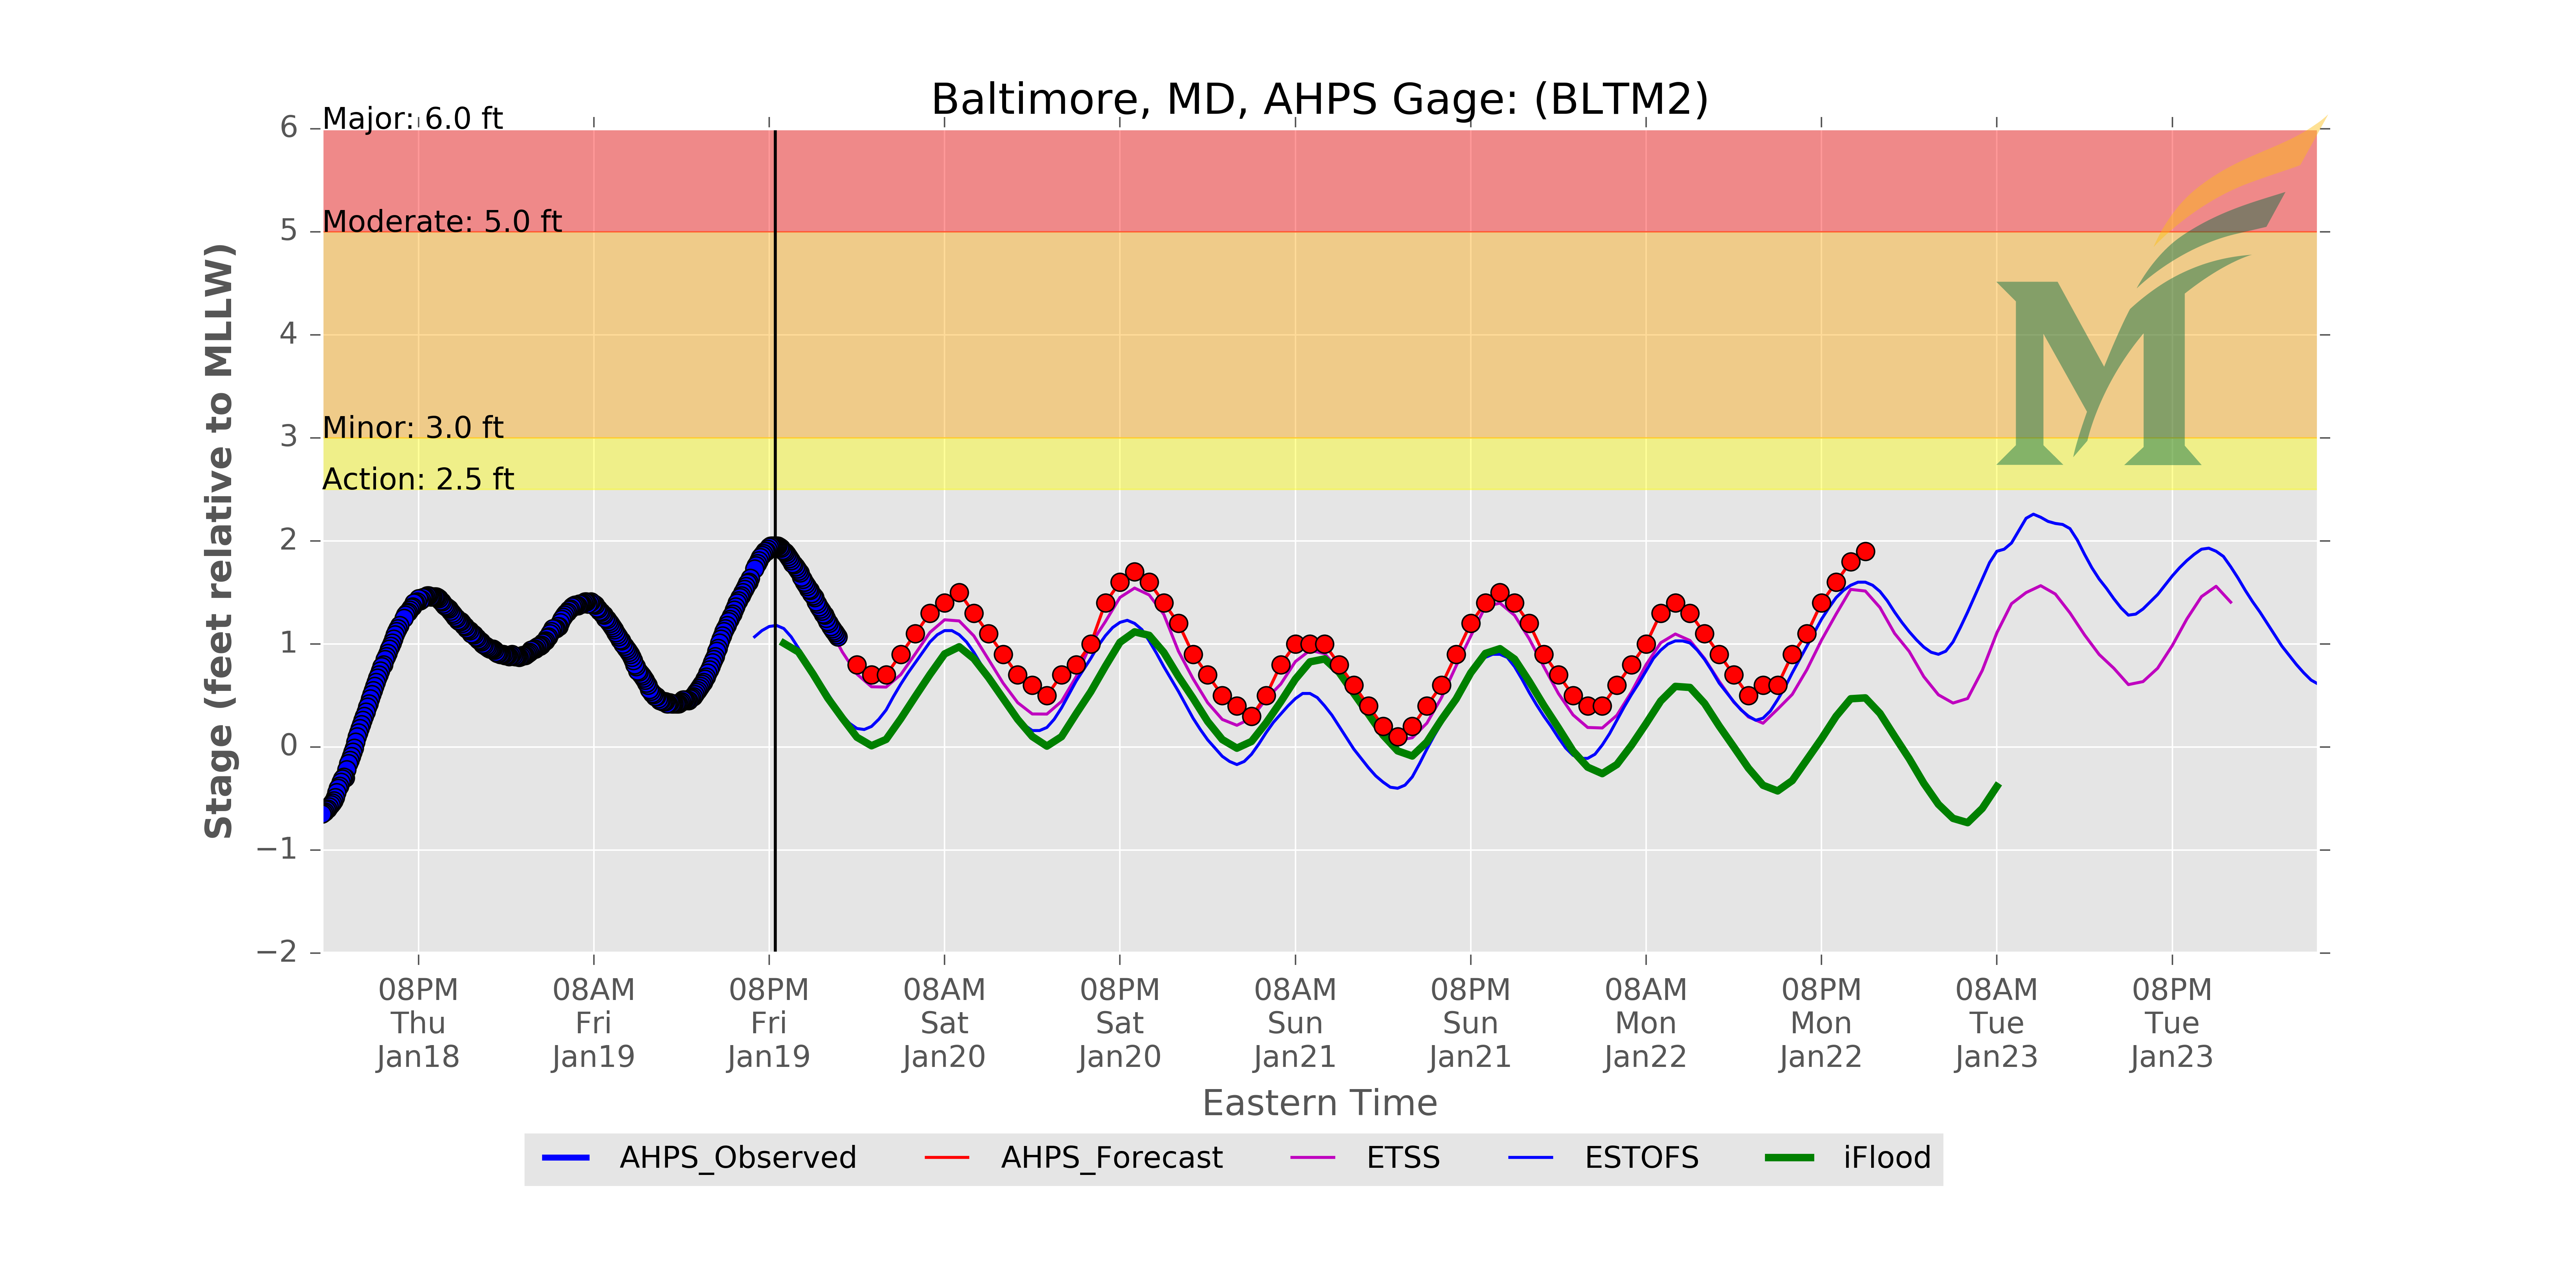 Baltimore, MD, AHPS Gage: (BLTM2)
Major: 6.0 ft
Moderate: 5.0 ft
Minor: 3.0 ft
Action: 2.5 ft
6
5
4
3
2
1
0
−1
−2
Stage (feet relative to MLLW)
M
08PM 08AM 08PM 08AM 08PM 08AM 08PM 08AM 08PM 08AM 08PM
Thu Fri Fri Sat Sat Sun Sun Mon Mon Tue Tue
Jan18 Jan19 Jan19 Jan20 Jan20 Jan21 Jan21 Jan22 Jan22 Jan23 Jan23
Eastern Time
AHPS_Observed AHPS_Forecast ETSS ESTOFS iFlood